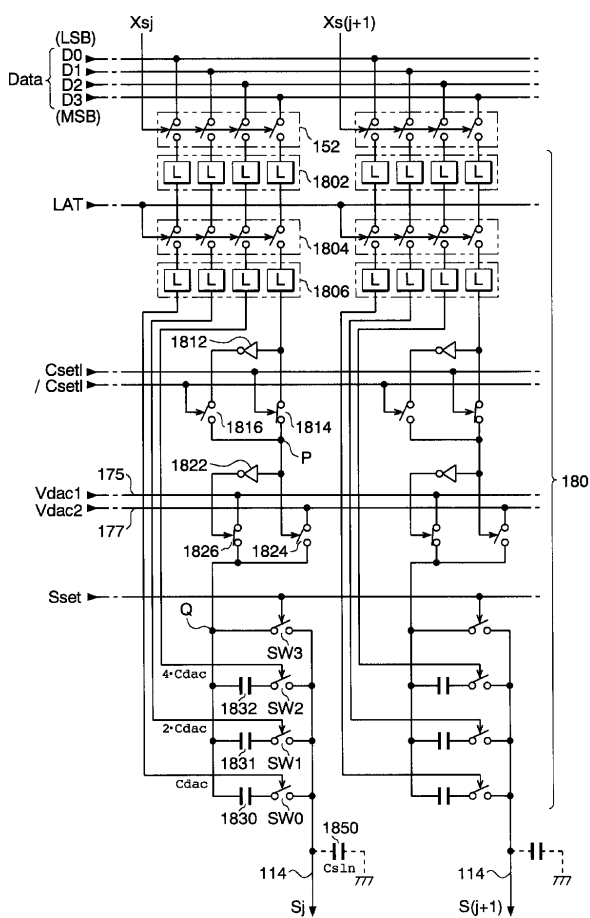 Xsj Xs(j+1)
(LSB)
D0
D1
Data
D2
D3
(MSB)
152
L L L L L L L L
1802
LAT
1804
L L L L L L L L
1806
1812
Csetl
/ Csetl
1816 1814
P
1822
175
180
Vdac1
Vdac2
177
1826 1824
Sset
Q
SW3
4•Cdac
1832 SW2
2•Cdac
1831 SW1
Cdac
1830 SW0
1850
Csln
114 114
Sj S(j+1)